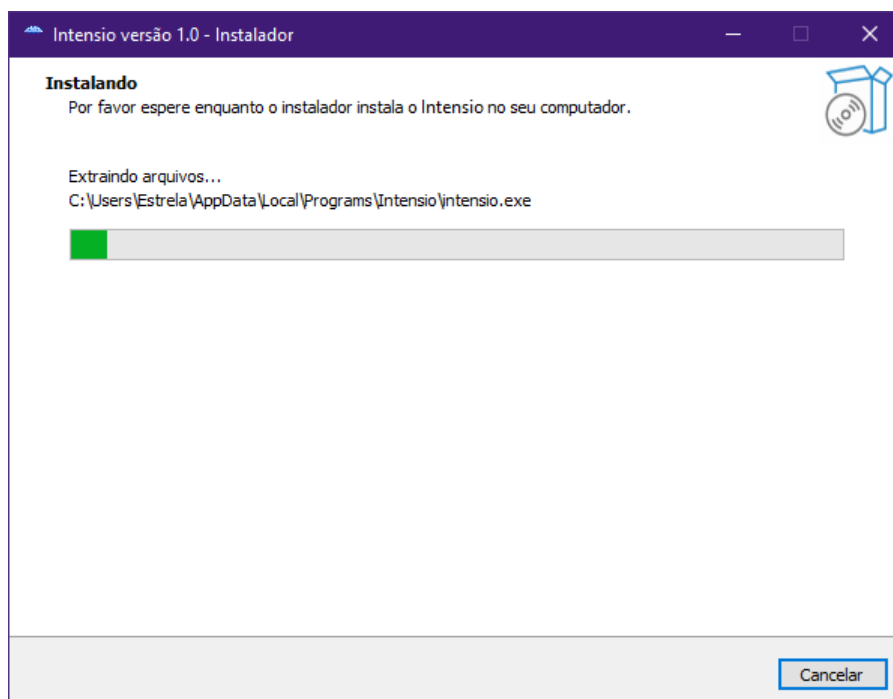 Intensio versão 1.0 - Instalador
Instalando
Por favor espere enquanto o instalador instala o Intensio no seu computador.
Extraindo arquivos...
C:\Users\Estrela\AppData\Local\Programs\Intensio\intensio.exe
Cancelar